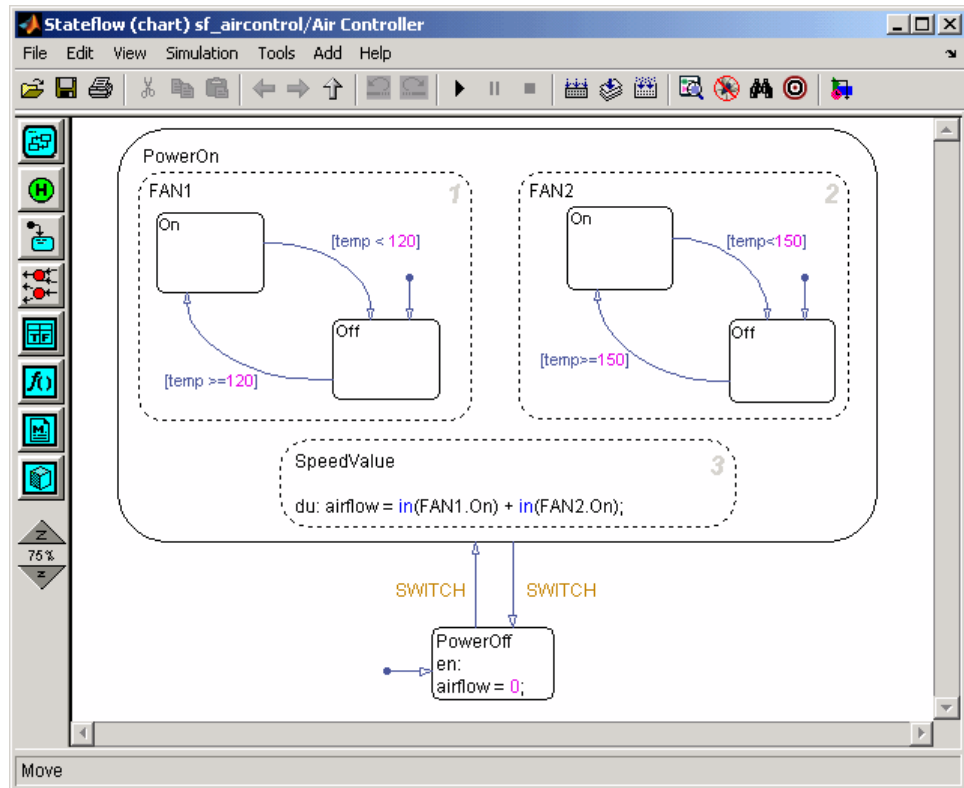 Stateflow (chart) sf_aircontrol/Air Controller
File Edit View Simulation Tools Add Help
PowerOn
FAN1
1
On
[temp < 120]
Off
[temp >=120]
FAN2
2
On
[temp<150]
Off
[temp>=150]
SpeedValue
3
du: airflow = in(FAN1.On) + in(FAN2.On);
SWITCH
SWITCH
PowerOff
en:
airflow = 0;
H
TF
f()
M
Z
75%
z
Move